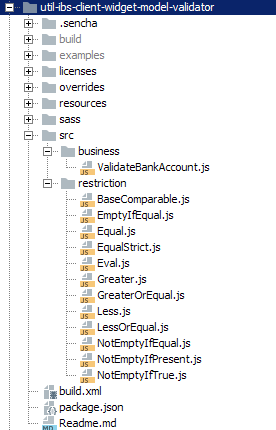 util-ibs-client-widget-model-validator
.sencha
build
examples
licenses
overrides
resources
sass
src
business
ValidateBankAccount.js
restriction
BaseComparable.js
EmptyIfEqual.js
Equal.js
EqualStrict.js
Eval.js
Greater.js
GreaterOrEqual.js
Less.js
LessOrEqual.js
NotEmptyIfEqual.js
NotEmptyIfPresent.js
NotEmptyIfTrue.js
build.xml
package.json
Readme.md